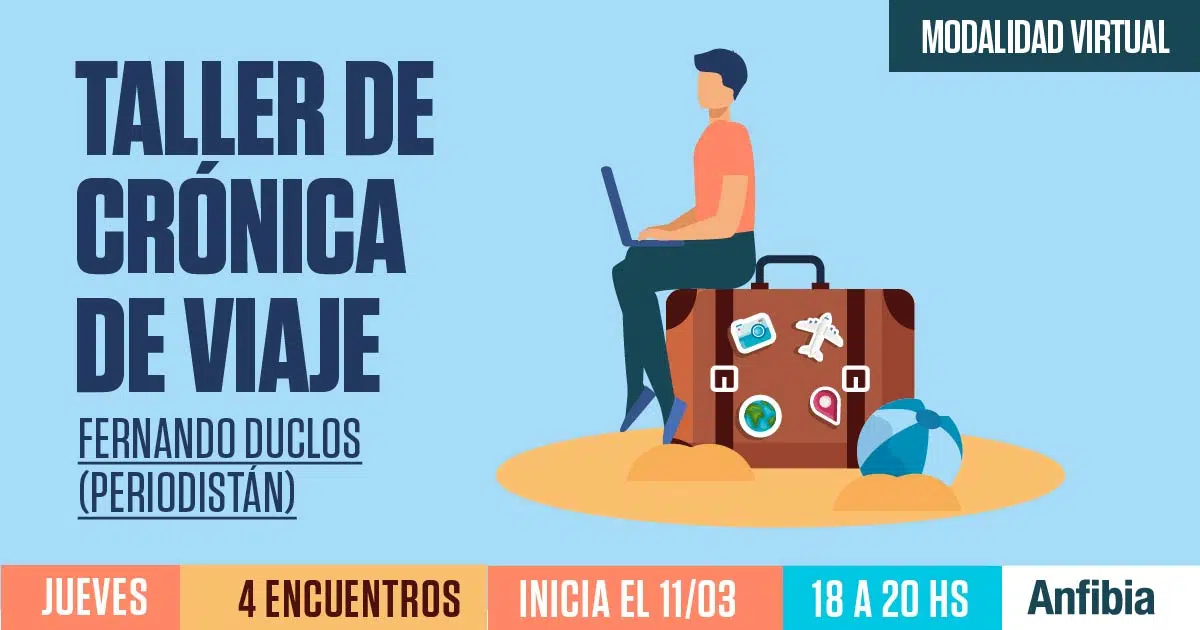 MODALIDAD VIRTUAL
TALLER DE
CRÓNICA
DE VIAJE
FERNANDO DUCLOS
(PERIODISTÁN)
JUEVES
4 ENCUENTROS
INICIA EL 11/03
18 A 20 HS
Anfibia